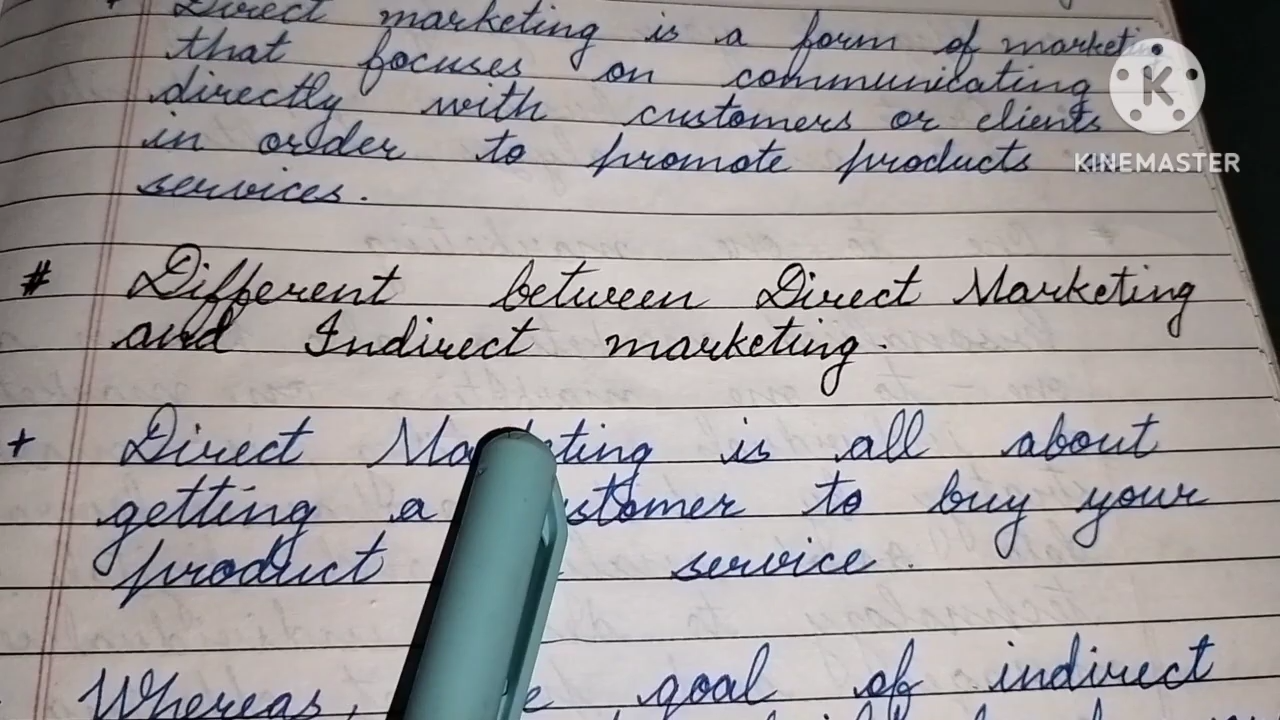 Direct marketing is a form of
that focuses on communicating
directly with customers or clients
in order to promote products
services.
K
KINEMASTER
# Different between Direct Marketing
and Indirect marketing.
+ Direct Marketing is all about
getting a customer to buy your
product service.
Whereas, goal of indirect